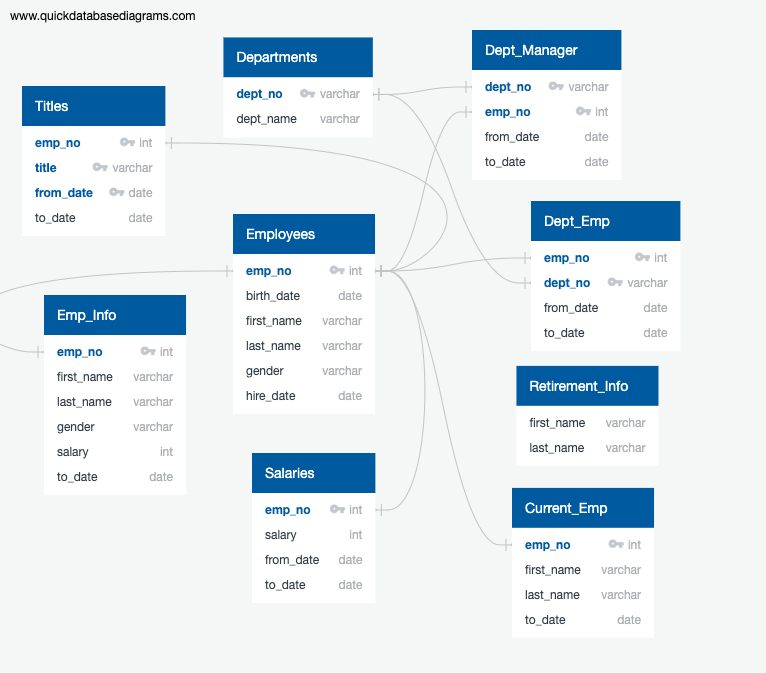 www.quickdatabasediagrams.com
Titles
emp_no int
title varchar
from_date date
to_date date
Departments
dept_no varchar
dept_name varchar
Dept_Manager
dept_no varchar
emp_no int
from_date date
to_date date
Employees
emp_no int
birth_date date
first_name varchar
last_name varchar
gender varchar
hire_date date
Dept_Emp
emp_no int
dept_no varchar
from_date date
to_date date
Emp_Info
emp_no int
first_name varchar
last_name varchar
gender varchar
salary int
to_date date
Retirement_Info
first_name varchar
last_name varchar
Salaries
emp_no int
salary int
from_date date
to_date date
Current_Emp
emp_no int
first_name varchar
last_name varchar
to_date date